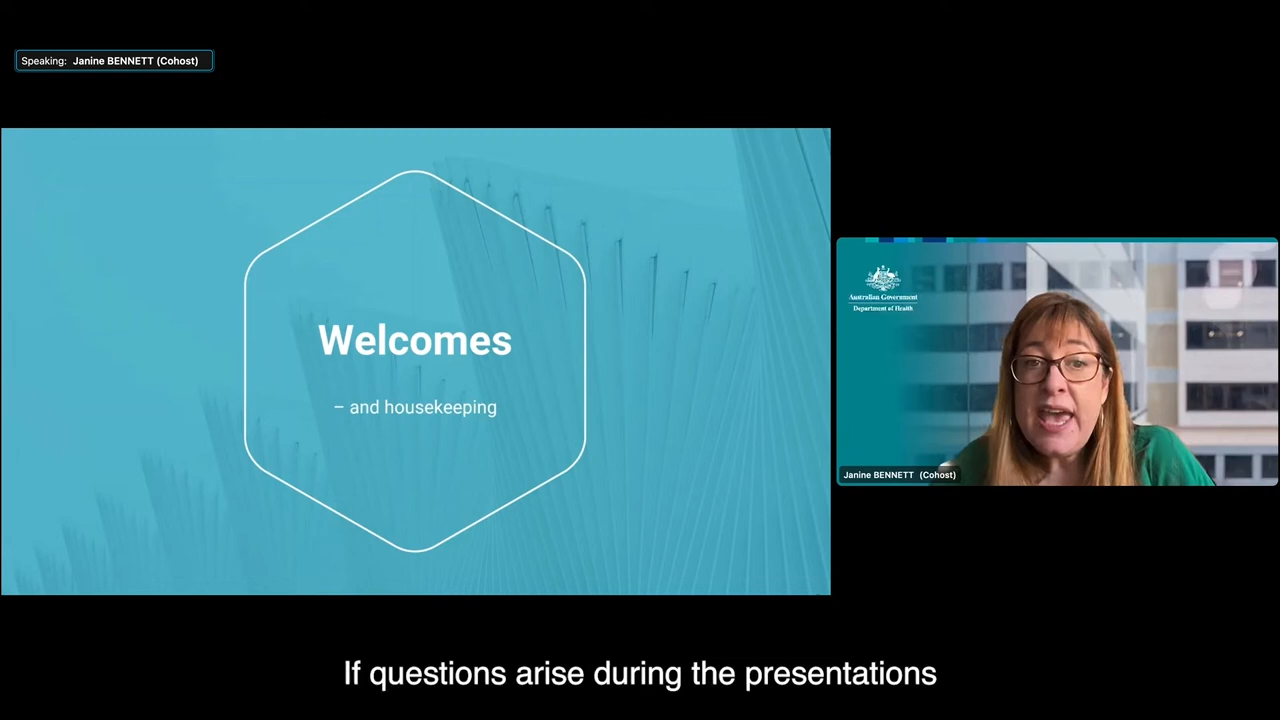 Speaking: Janine BENNETT (Cohost)
Welcomes
– and housekeeping
Australian Government
Department of Health
Janine BENNETT (Cohost)
If questions arise during the presentations